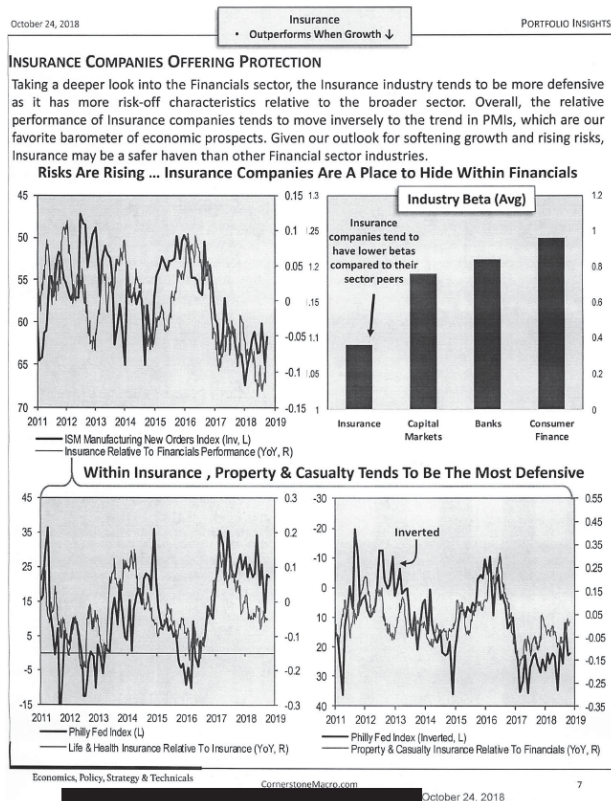 October 24, 2018
Insurance
• Outperforms When Growth ↓
PORTFOLIO INSIGHTS
INSURANCE COMPANIES OFFERING PROTECTION
Taking a deeper look into the Financials sector, the Insurance industry tends to be more defensive
as it has more risk-off characteristics relative to the broader sector. Overall, the relative
performance of Insurance companies tends to move inversely to the trend in PMIs, which are our
favorite barometer of economic prospects. Given our outlook for softening growth and rising risks,
Insurance may be a safer haven than other Financial sector industries.
Risks Are Rising ... Insurance Companies Are A Place to Hide Within Financials
45
50
55
60
65
70
0.15
0.1
0.05
0
-0.05
-0.1
-0.15
2011 2012 2013 2014 2015 2016 2017 2018 2019
ISM Manufacturing New Orders Index (Inv, L)
Insurance Relative To Financials Performance (YoY, R)
Industry Beta (Avg)
1.3
1.25
1.2
1.15
1.1
1.05
1
Insurance
companies tend to
have lower betas
compared to their
sector peers
1.2
1
0.8
0.6
0.4
0.2
0
Insurance
Capital
Markets
Banks
Consumer
Finance
Within Insurance , Property & Casualty Tends To Be The Most Defensive
45
35
25
15
5
-5
-15
0.3
0.2
0.1
0
-0.1
-0.2
-0.3
2011 2012 2013 2014 2015 2016 2017 2018 2019
Philly Fed Index (L)
Life & Health Insurance Relative To Insurance (YoY, R)
-30
-20
-10
0
10
20
30
40
Inverted
0.55
0.45
0.35
0.25
0.15
0.05
-0.05
-0.15
-0.25
-0.35
2011 2012 2013 2014 2015 2016 2017 2018 2019
Philly Fed Index (Inverted, L)
Property & Casualty Insurance Relative To Financials (YoY, R)
Economics, Policy, Strategy & Technicals
CornerstoneMacro.com
7
October 24, 2018